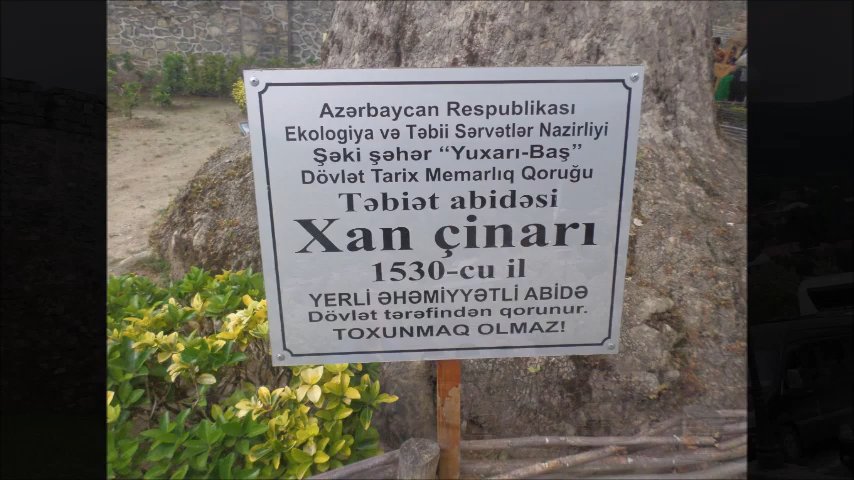 Azərbaycan Respublikası
Ekologiya və Təbii Sərvətlər Nazirliyi
Şəki şəhər “Yuxarı-Baş”
Dövlət Tarix Memarlıq Qoruğu
Təbiət abidəsi
Xan çinarı
1530-cu il
YERLİ ƏHƏMİYYƏTLİ ABİDƏ
Dövlət tərəfindən qorunur.
TOXUNMAQ OLMAZ!